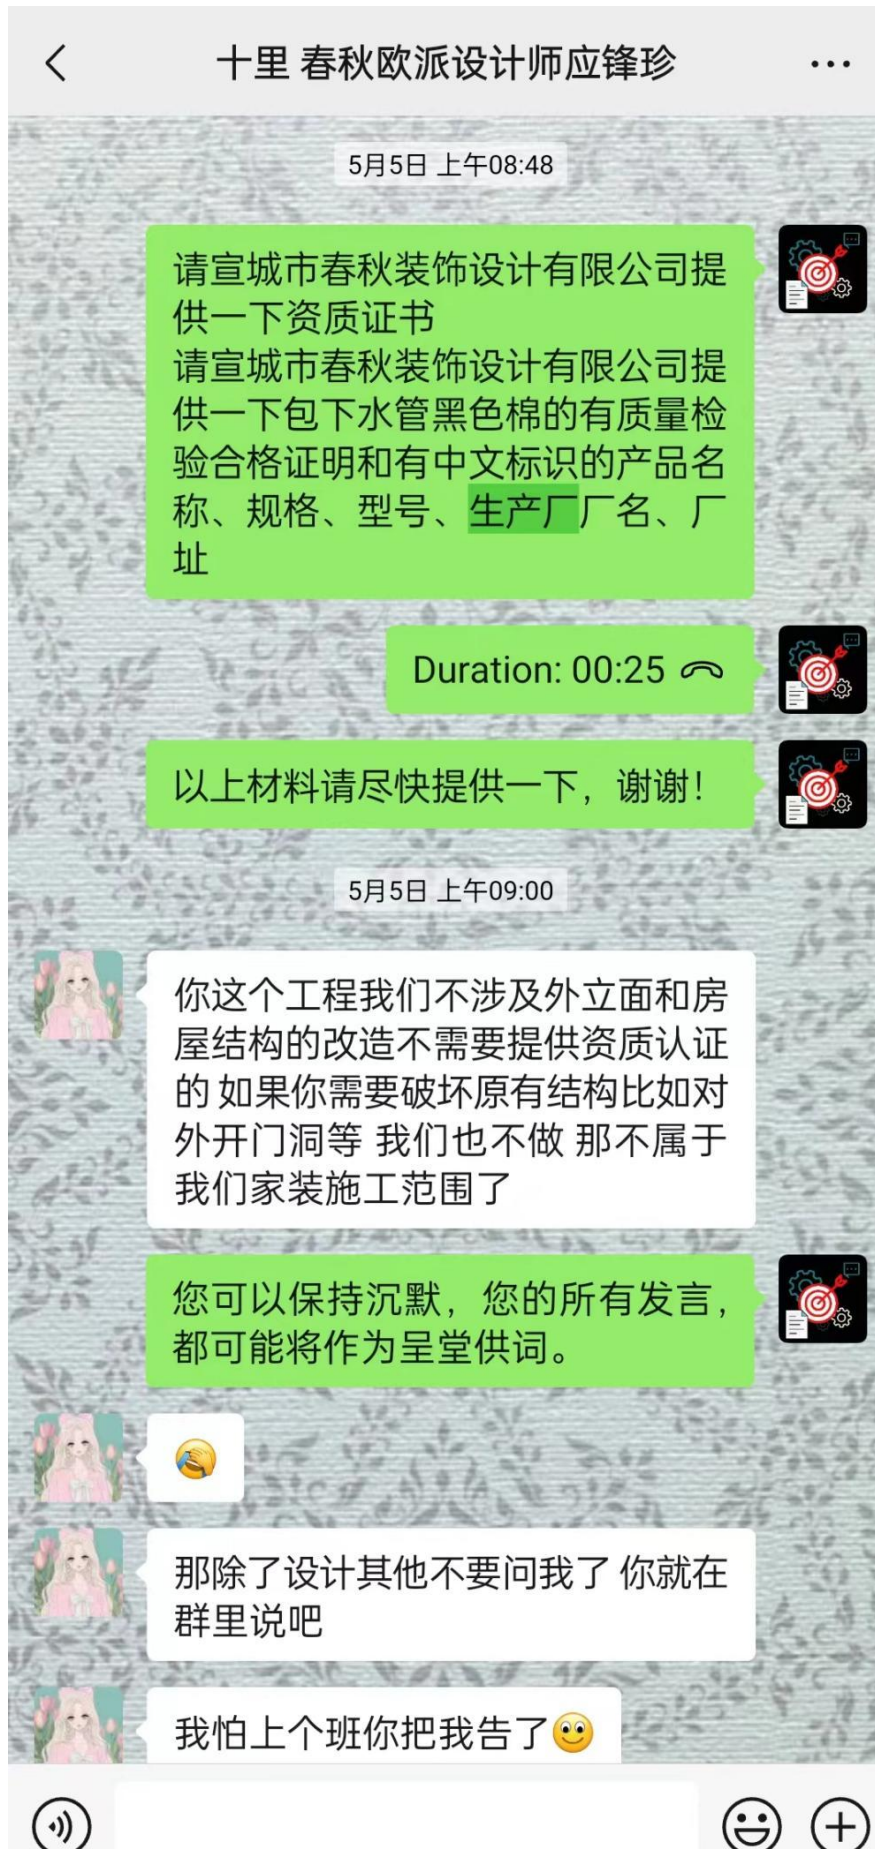 十里 春秋欧派设计师应锋珍
5月5日 上午08:48
请宣城市春秋装饰设计有限公司提
供一下资质证书
请宣城市春秋装饰设计有限公司提
供一下包下水管黑色棉的有质量检
验合格证明和有中文标识的产品名
称、规格、型号、生产厂厂名、厂
址
Duration: 00:25
以上材料请尽快提供一下，谢谢！
5月5日 上午09:00
你这个工程我们不涉及外立面和房
屋结构的改造不需要提供资质认证
的 如果你需要破坏原有结构比如对
外开门洞等 我们也不做 那不属于
我们家装施工范围了
您可以保持沉默，您的所有发言，
都可能将作为呈堂供词。
那除了设计其他不要问我了 你就在
群里说吧
我怕上个班你把我告了